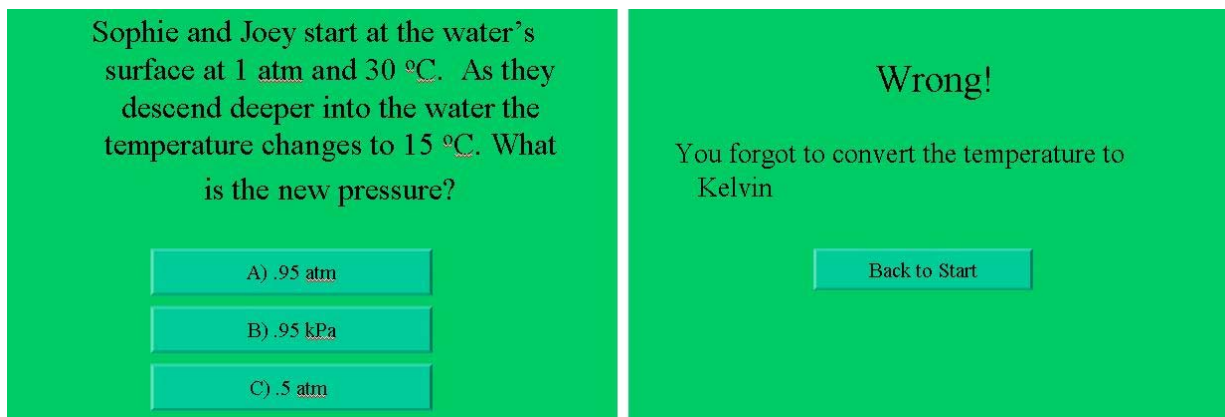 Sophie and Joey start at the water's
surface at 1 atm and 30 ºC. As they
descend deeper into the water the
temperature changes to 15 ºC. What
is the new pressure?
A) .95 atm
B) .95 kPa
C) .5 atm
Wrong!
You forgot to convert the temperature to
Kelvin
Back to Start